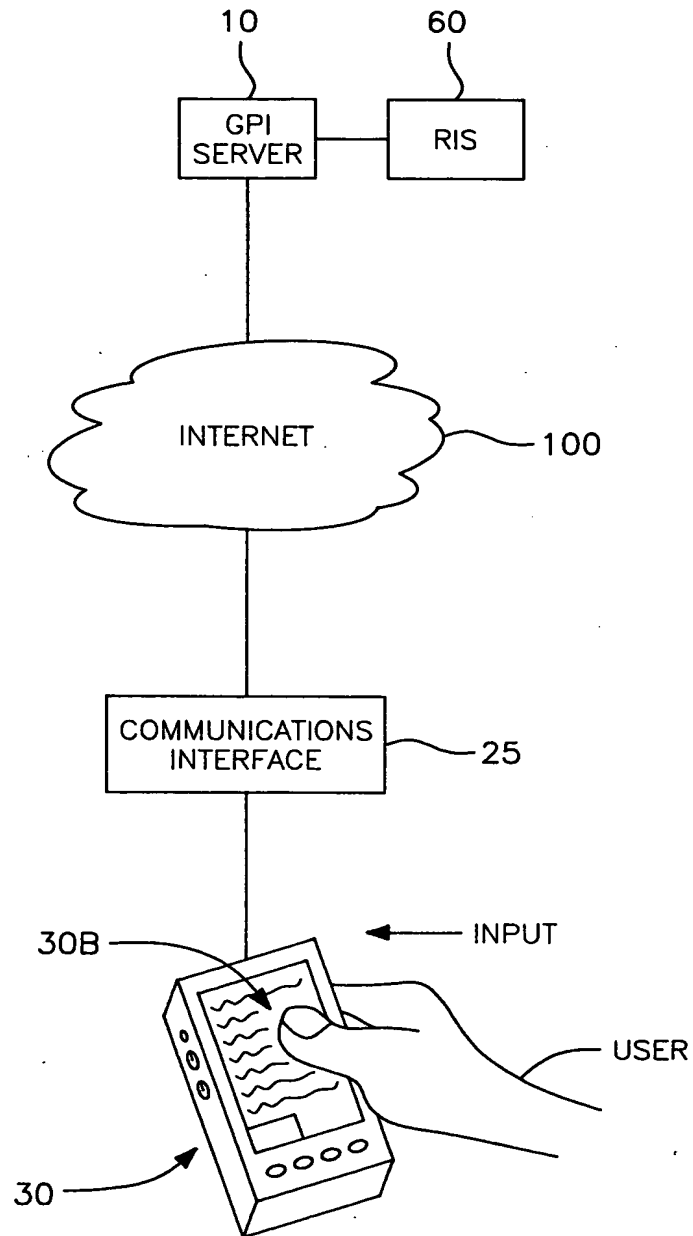 10
60
GPI
SERVER
RIS
INTERNET
100
COMMUNICATIONS
INTERFACE
25
30B
INPUT
USER
30